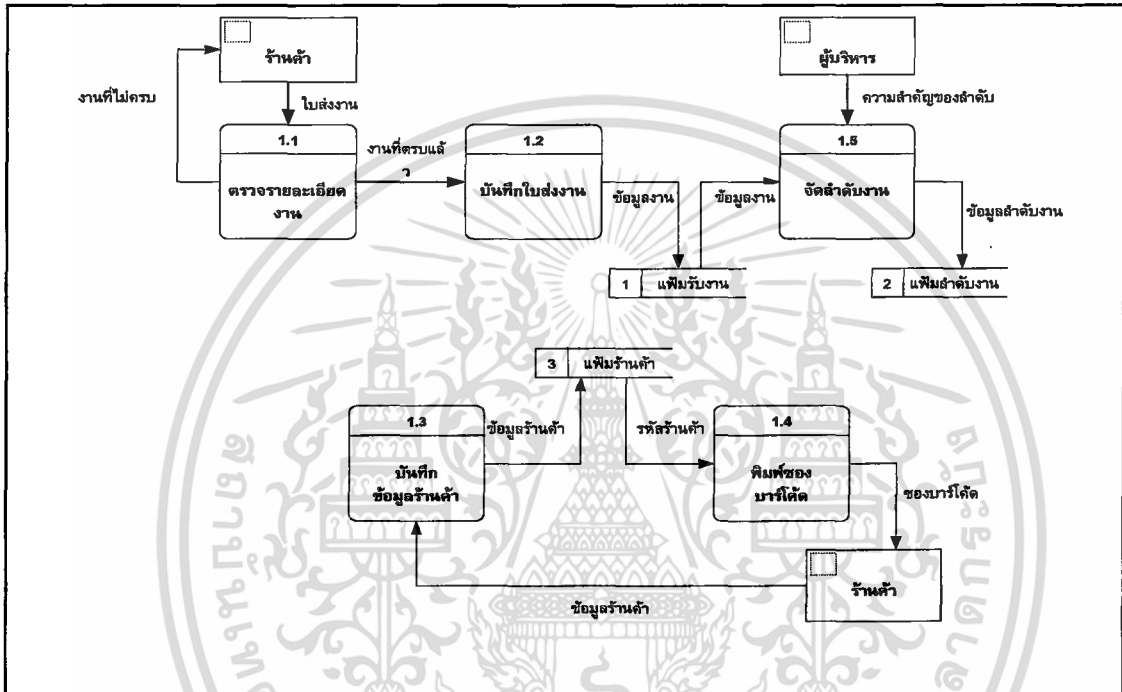 ร้านค้า
ผู้บริหาร
งานที่ไม่ครบ
ใบส่งงาน
ความสำคัญของลำดับ
1.1
งานที่ครบแล้
ว
1.2
1.5
ตรวจรายละเอียด
งาน
บันทึกใบส่งงาน
ข้อมูลงาน
ข้อมูลงาน
จัดลำดับงาน
ข้อมูลลำดับงาน
1 แฟ้มรับงาน
2 แฟ้มลำดับงาน
3 แฟ้มร้านค้า
1.3
ข้อมูลร้านค้า
รหัสร้านค้า
1.4
บันทึก
ข้อมูลร้านค้า
พิมพ์ซอง
บาร์โค้ด
ซองบาร์โค้ด
ร้านค้า
ข้อมูลร้านค้า